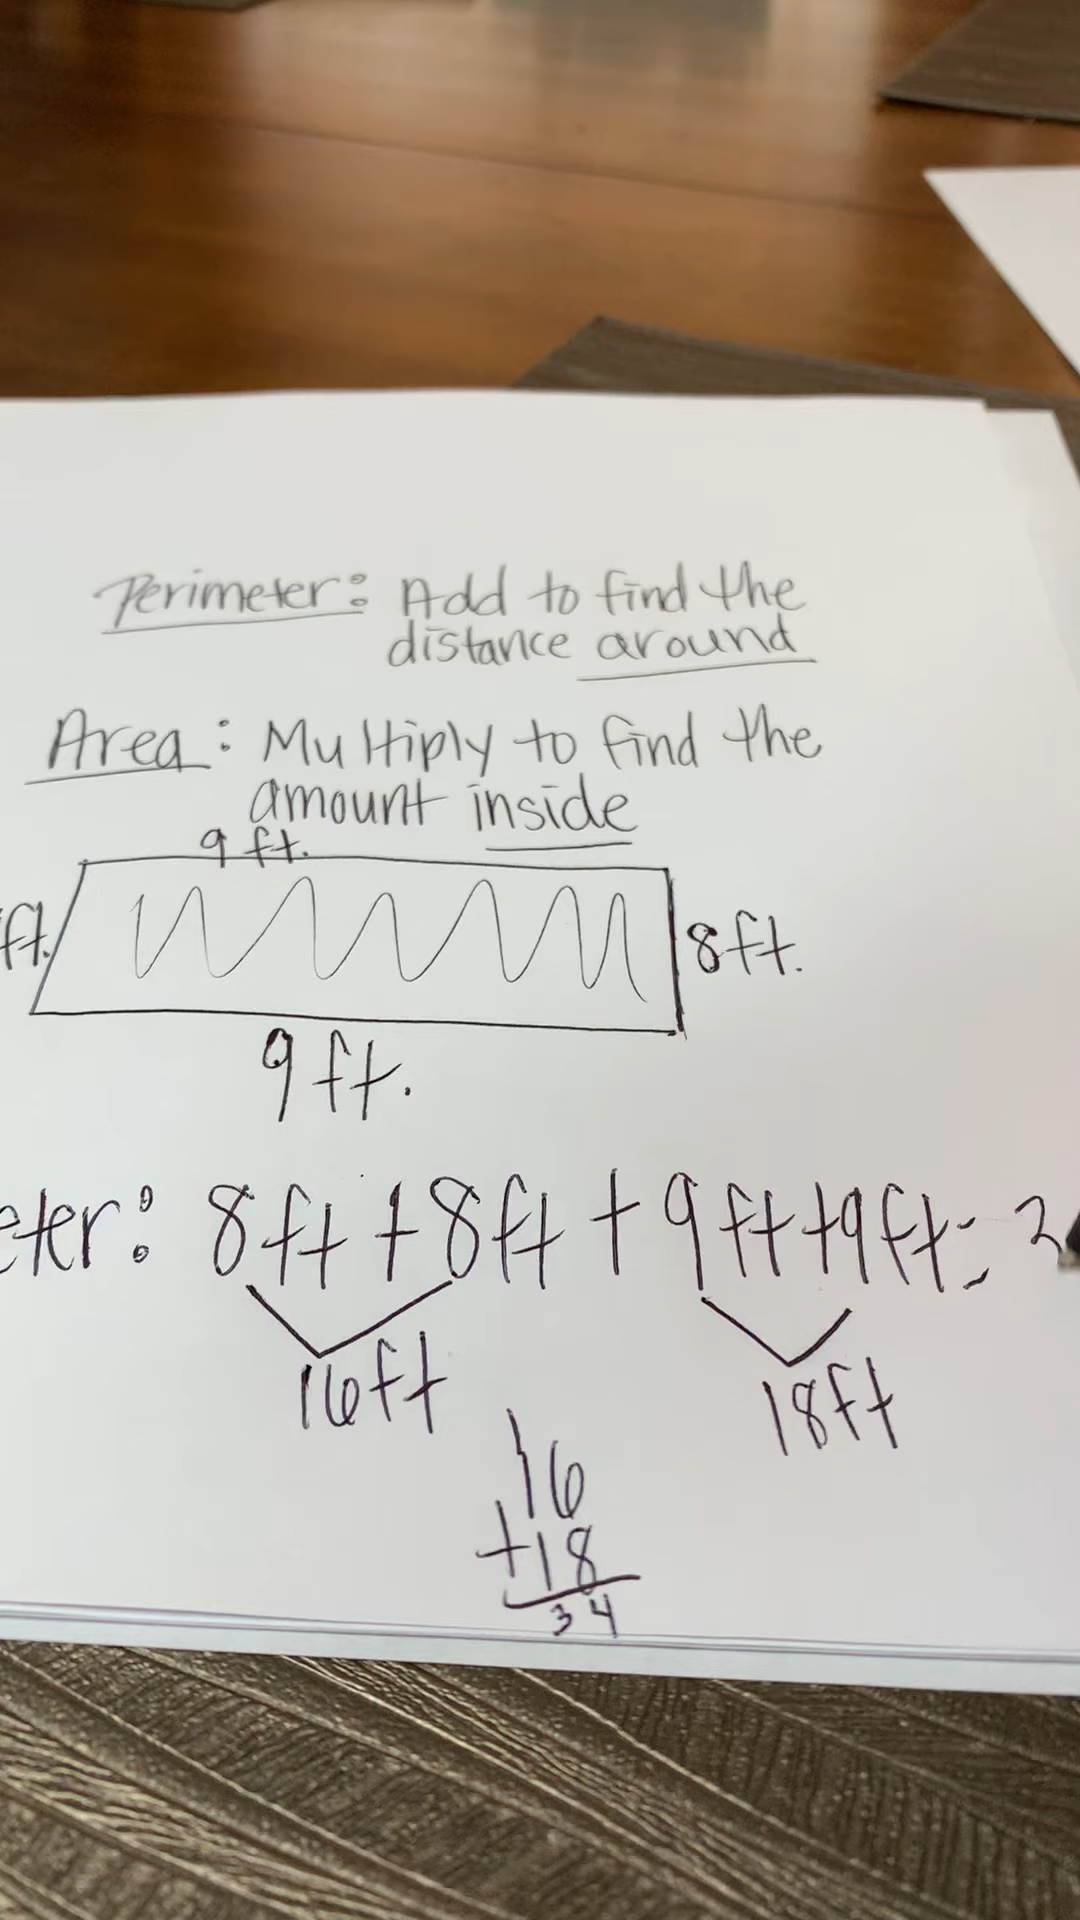 Perimeter: Add to find the
distance around
Area: Multiply to find the
amount inside
9 ft.
ft. 8ft.
9 ft.
eter: 8ft + 8ft + 9ft + 9ft = 3
16ft 18ft
16
+18
34